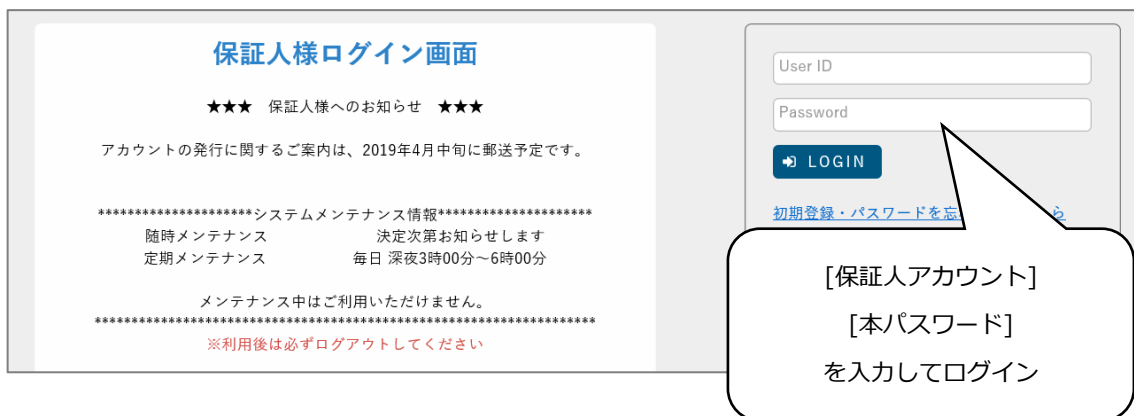 保証人様ログイン画面
★★★ 保証人様へのお知らせ ★★★
アカウントの発行に関するご案内は、2019年4月中旬に郵送予定です。
*********************システムメンテナンス情報*********************
随時メンテナンス 決定次第お知らせします
定期メンテナンス 毎日 深夜3時00分～6時00分
メンテナンス中はご利用いただけません。
********************************************************************
※利用後は必ずログアウトしてください
User ID
Password
LOGIN
初期登録・パスワードを忘
ら
[保証人アカウント]
[本パスワード]
を入力してログイン